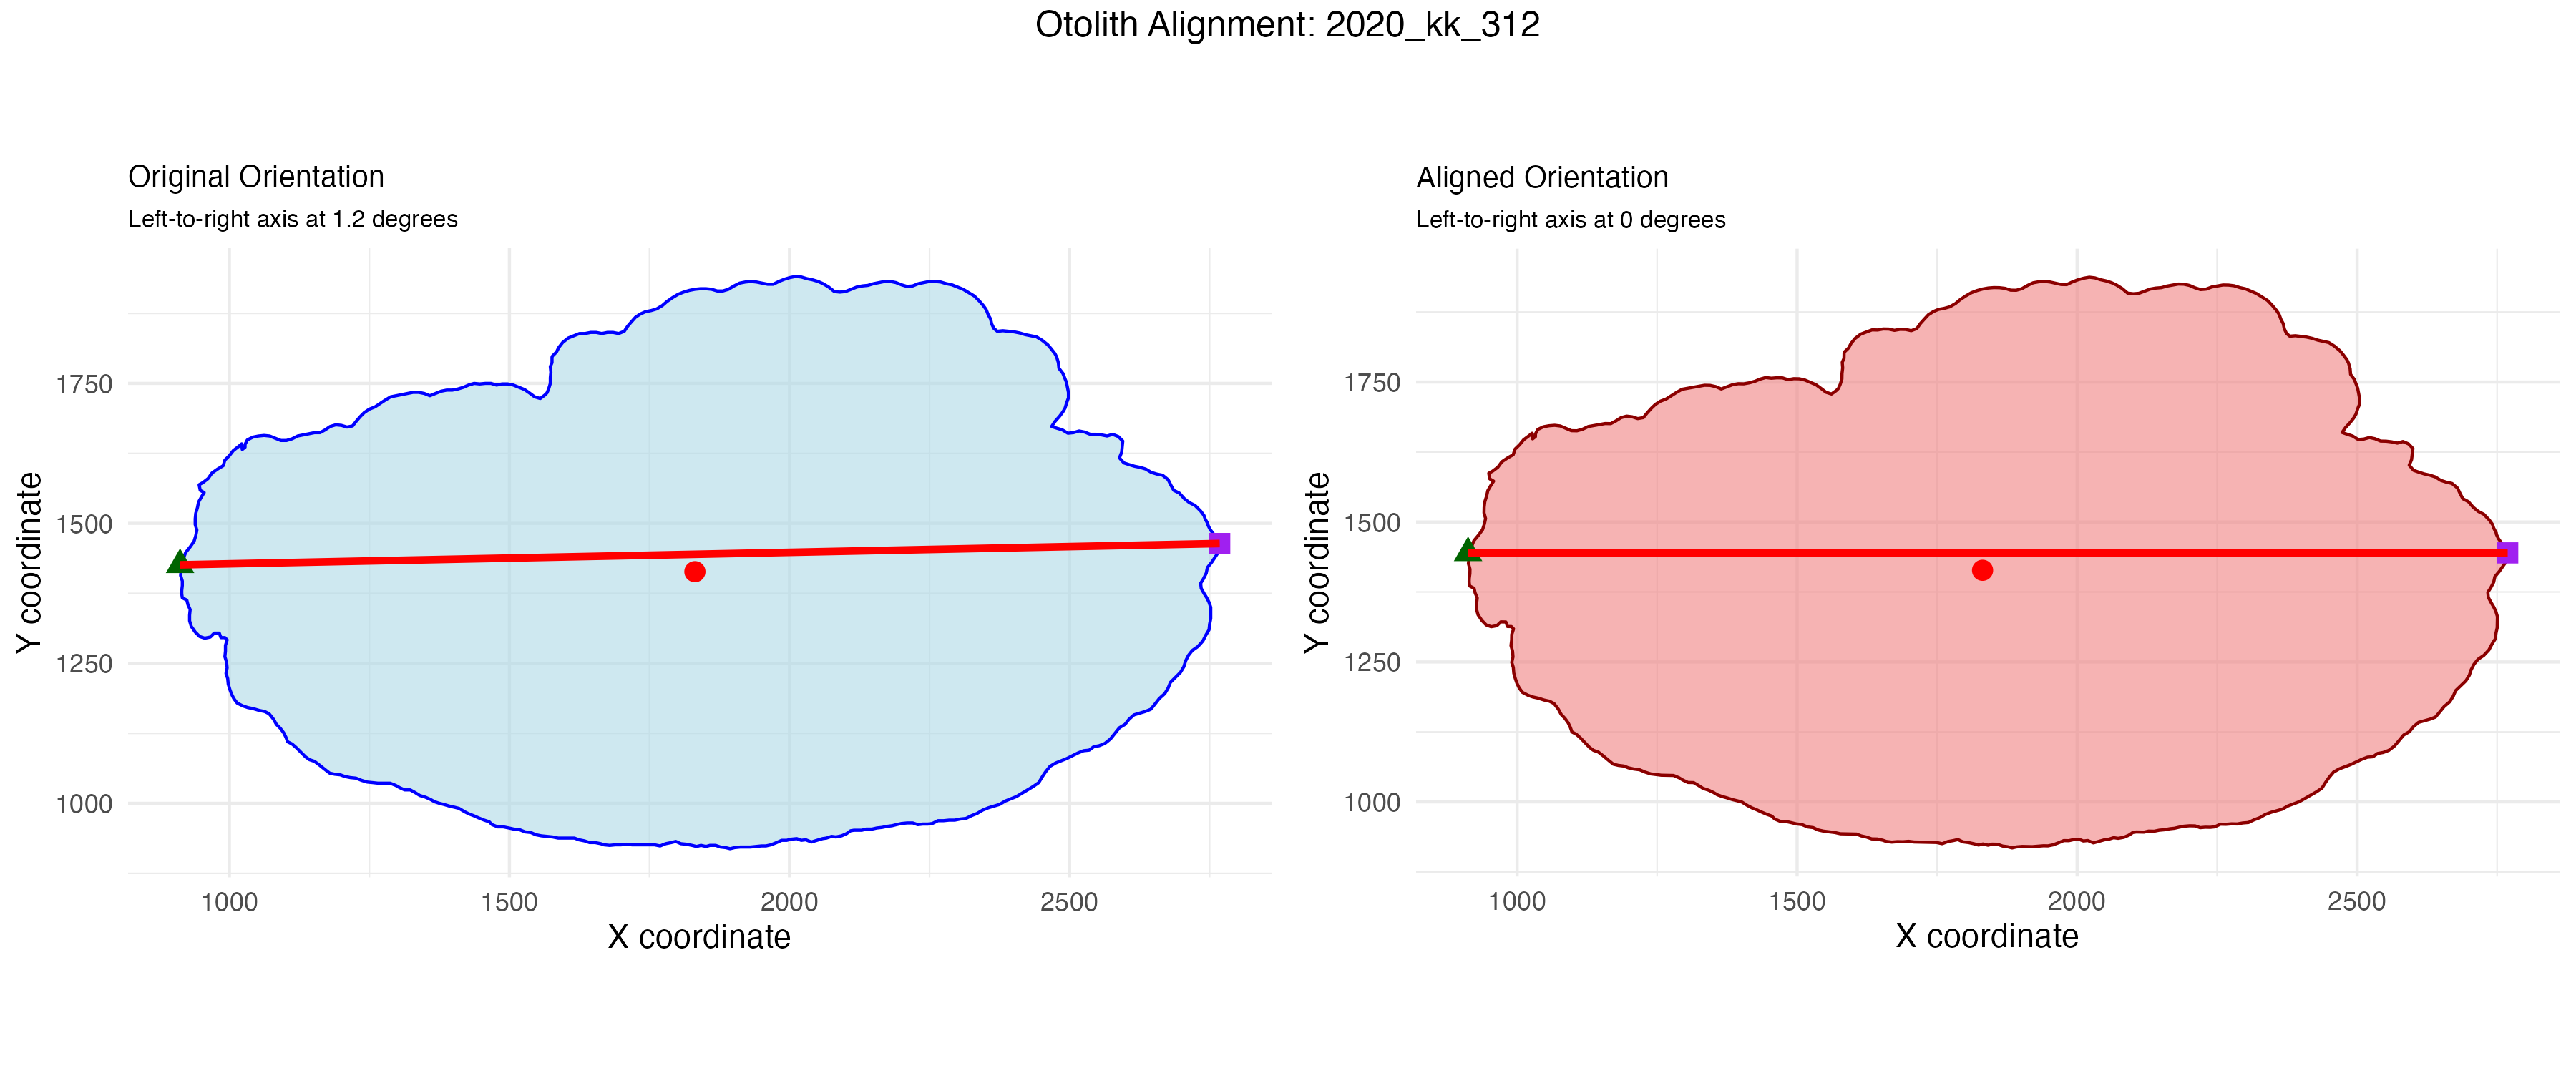 Otolith Alignment: 2020_kk_312
Original Orientation
Left-to-right axis at 1.2 degrees
Y coordinate
1750
1500
1250
1000
1000 1500 2000 2500
X coordinate
Aligned Orientation
Left-to-right axis at 0 degrees
Y coordinate
1750
1500
1250
1000
1000 1500 2000 2500
X coordinate